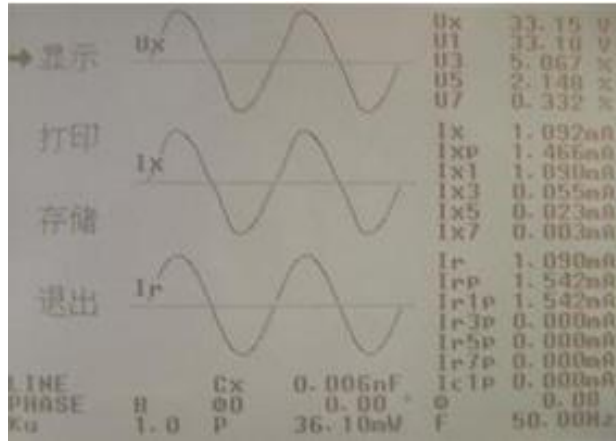 Ux 33.15 V
U1 33.10 V
U3 5.067 %
U5 2.148 %
U7 0.332 %
Ix 1.092mA
Ixp 1.466mA
Ix1 1.090mA
Ix3 0.055mA
Ix5 0.023mA
Ix7 0.003mA
Ir 1.090mA
Irp 1.542mA
Ir1p 1.542mA
Ir3p 0.000mA
Ir5p 0.000mA
Ir7p 0.000mA
Ic1p 0.000mA
显示
打印
存储
退出
Ux
Ix
Ir
LINE Cx 0.006nF
PHASE B Φ0 0.00 ° Φ 0.00
Ku 1.0 P 36.10mW F 50.00Hz